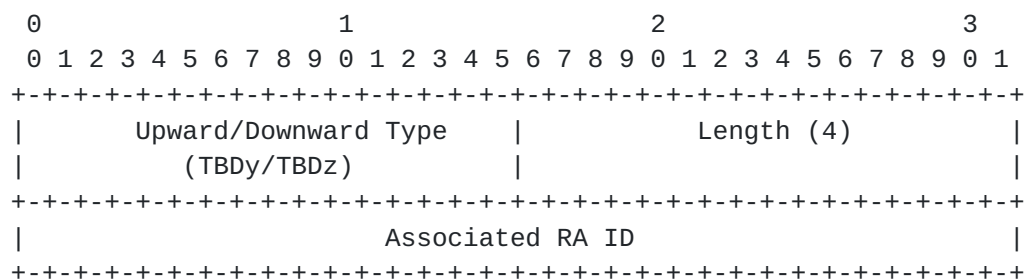 0                   1                   2                   3
 0 1 2 3 4 5 6 7 8 9 0 1 2 3 4 5 6 7 8 9 0 1 2 3 4 5 6 7 8 9 0 1
+-+-+-+-+-+-+-+-+-+-+-+-+-+-+-+-+-+-+-+-+-+-+-+-+-+-+-+-+-+-+-+-+
|       Upward/Downward Type    |           Length (4)          |
|          (TBDy/TBDz)          |                               |
+-+-+-+-+-+-+-+-+-+-+-+-+-+-+-+-+-+-+-+-+-+-+-+-+-+-+-+-+-+-+-+-+
|                       Associated RA ID                        |
+-+-+-+-+-+-+-+-+-+-+-+-+-+-+-+-+-+-+-+-+-+-+-+-+-+-+-+-+-+-+-+-+